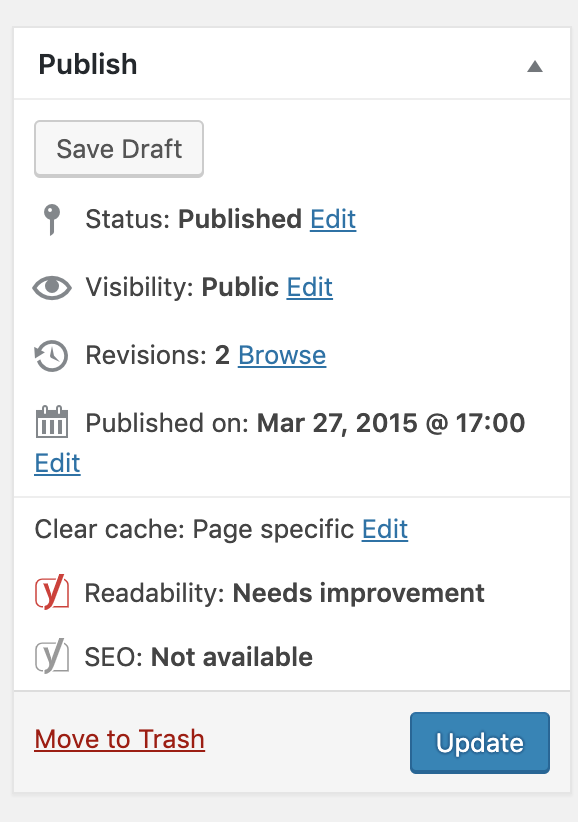 Publish
Save Draft
Status: Published Edit
Visibility: Public Edit
Revisions: 2 Browse
Published on: Mar 27, 2015 @ 17:00
Edit
Clear cache: Page specific Edit
Readability: Needs improvement
SEO: Not available
Move to Trash
Update